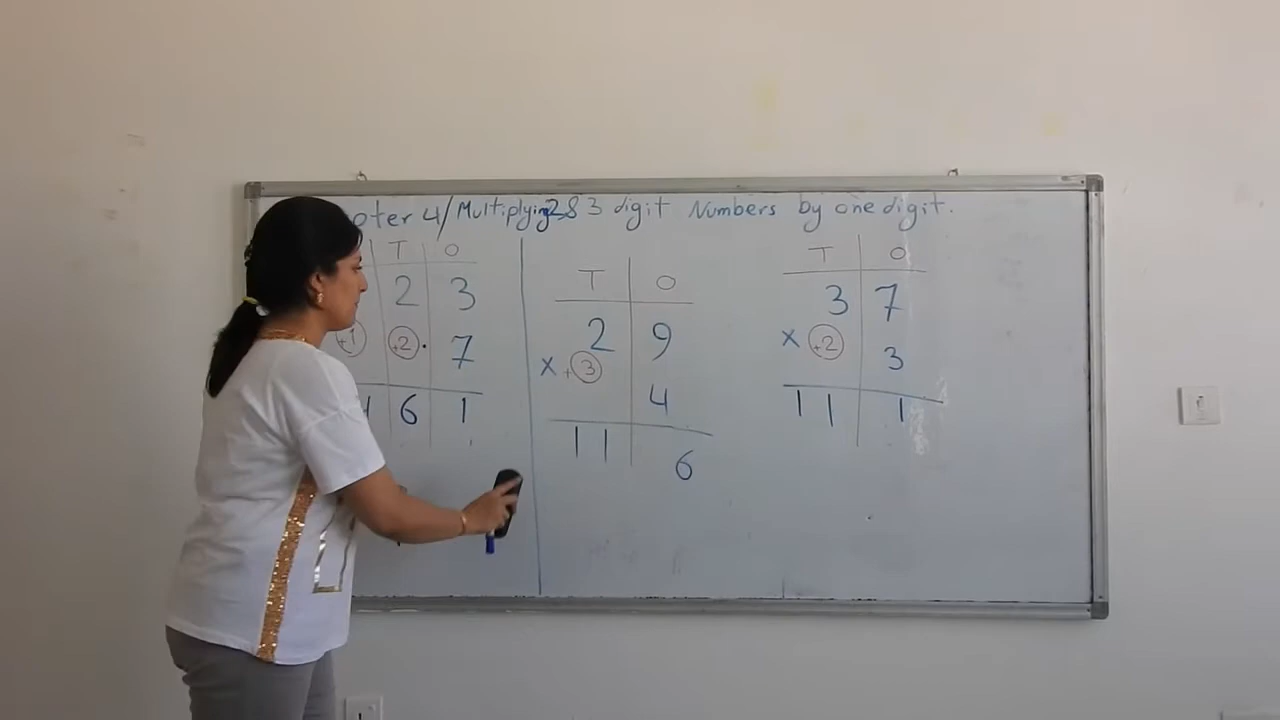 pter 4/Multiplying 2&3 digit Numbers by one digit.
T O
2 3
+1 +2 . 7
6 1
T O
2 9
x +3
4
11 6
T O
3 7
x +2
3
11 1